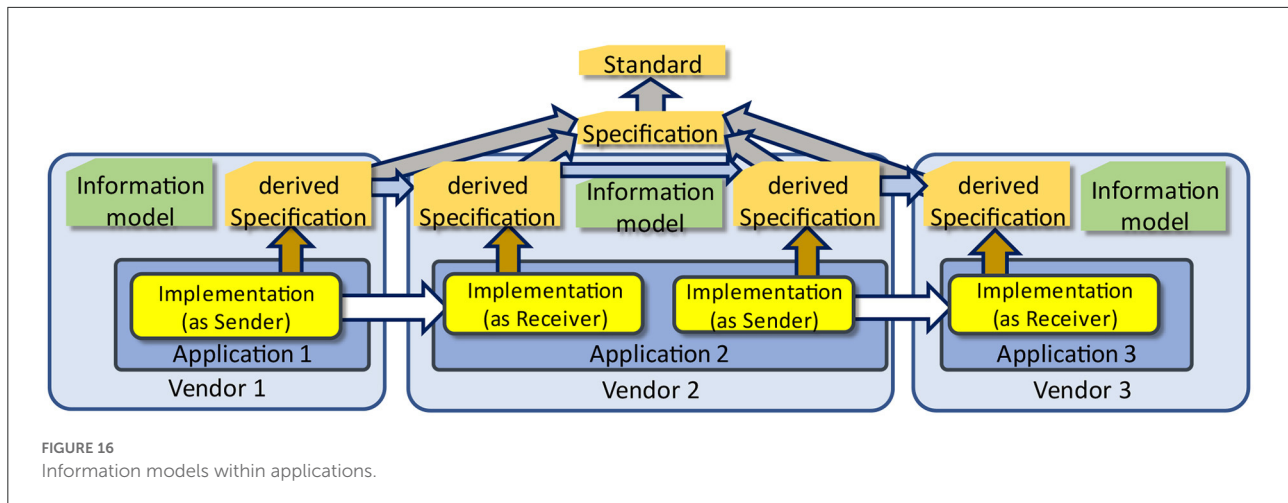 Standard
Specification
Information
model
derived
Specification
derived
Specification
Information
model
derived
Specification
derived
Specification
Information
model
Implementation
(as Sender)
Implementation
(as Receiver)
Implementation
(as Sender)
Implementation
(as Receiver)
Application 1
Application 2
Application 3
Vendor 1
Vendor 2
Vendor 3
FIGURE 16
Information models within applications.